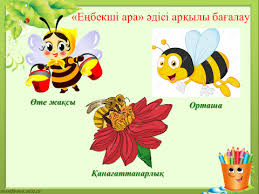 «Еңбекші ара» әдісі арқылы бағалау
Өте жақсы
Орташа
Қанағаттанарлық